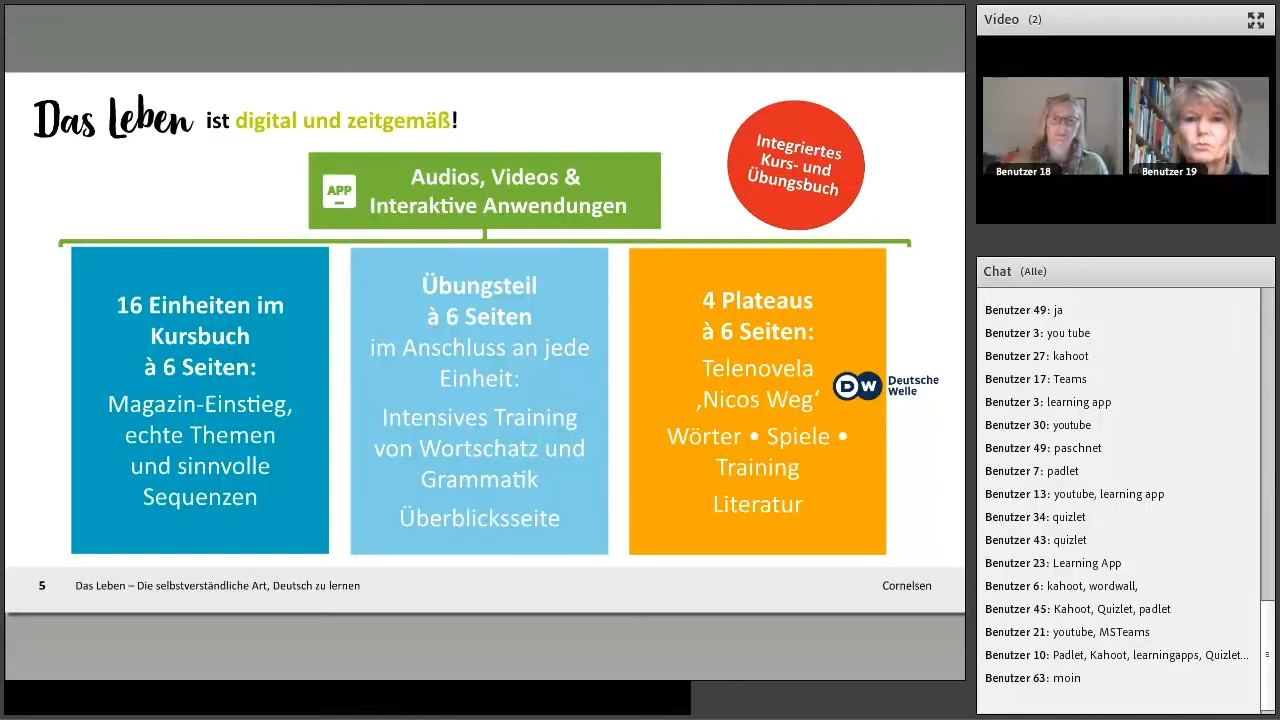 Das Leben ist digital und zeitgemäß!
Integriertes
Kurs- und
Übungsbuch
APP
Audios, Videos &
Interaktive Anwendungen
16 Einheiten im
Kursbuch
à 6 Seiten:
Magazin-Einstieg,
echte Themen
und sinnvolle
Sequenzen
Übungsteil
à 6 Seiten
im Anschluss an jede
Einheit:
Intensives Training
von Wortschatz und
Grammatik
Überblicksseite
4 Plateaus
à 6 Seiten:
Telenovela
‚Nicos Weg‘
Wörter • Spiele •
Training
Literatur
DW Deutsche
Welle
5 Das Leben – Die selbstverständliche Art, Deutsch zu lernen Cornelsen
Video (2)
Benutzer 18 Benutzer 19
Chat (Alle)
Benutzer 49: ja
Benutzer 3: you tube
Benutzer 27: kahoot
Benutzer 17: Teams
Benutzer 3: learning app
Benutzer 30: youtube
Benutzer 49: paschnet
Benutzer 7: padlet
Benutzer 13: youtube, learning app
Benutzer 34: quizlet
Benutzer 43: quizlet
Benutzer 23: Learning App
Benutzer 6: kahoot, wordwall,
Benutzer 45: Kahoot, Quizlet, padlet
Benutzer 21: youtube, MSTeams
Benutzer 10: Padlet, Kahoot, learningapps, Quizlet...
Benutzer 63: moin